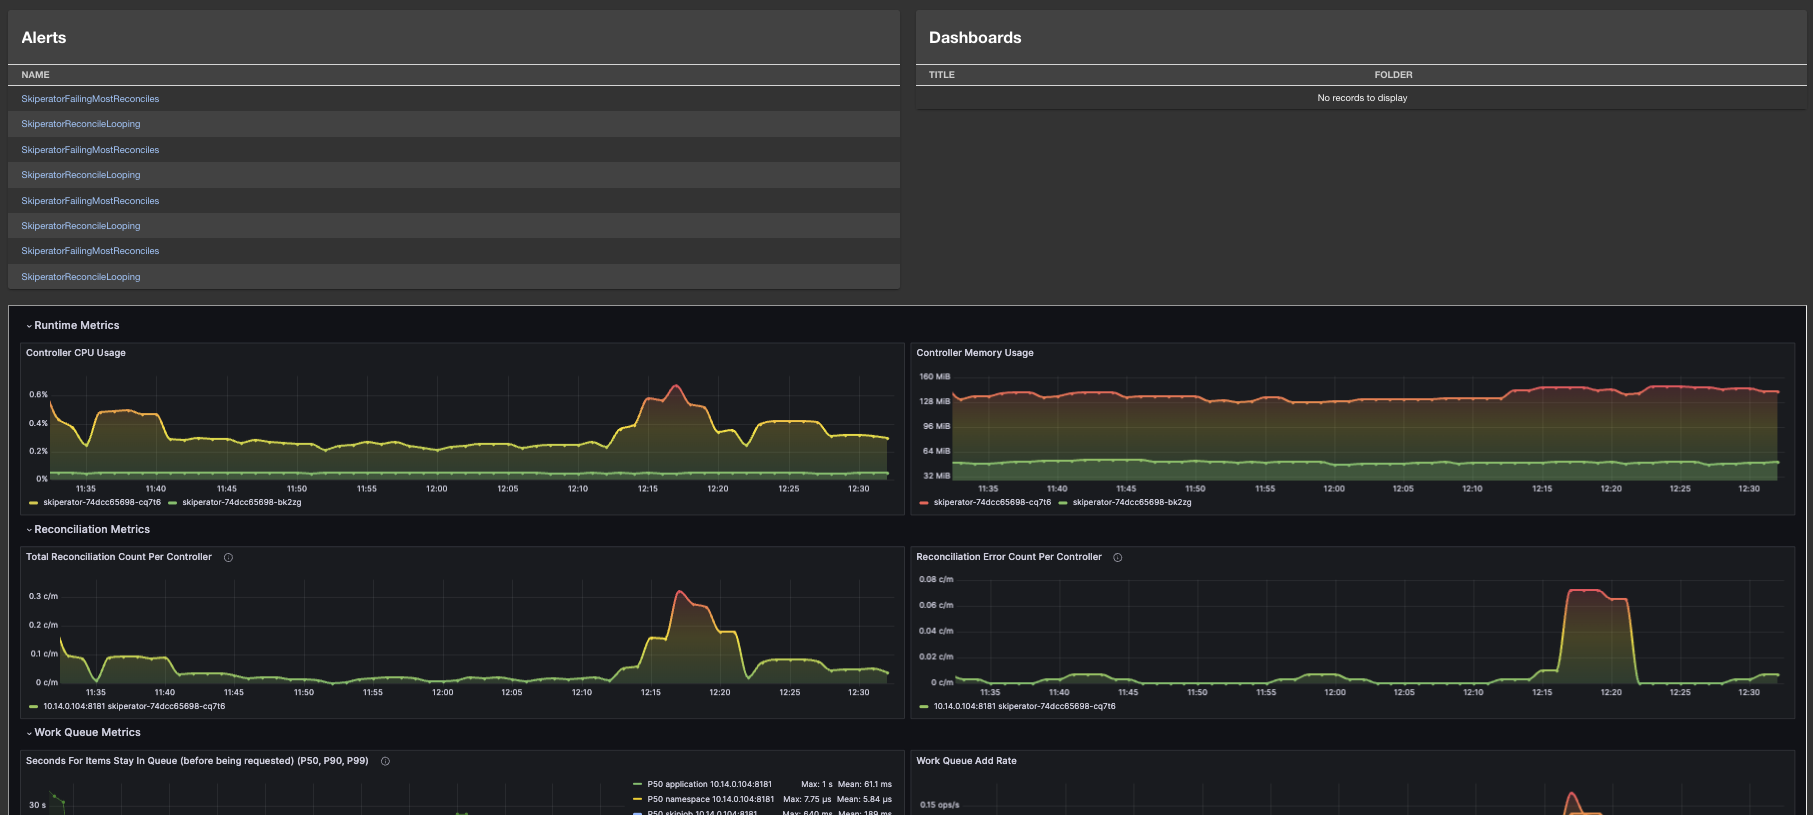 Alerts
NAME
SkiperatorFailingMostReconciles
SkiperatorReconcileLooping
SkiperatorFailingMostReconciles
SkiperatorReconcileLooping
SkiperatorFailingMostReconciles
SkiperatorReconcileLooping
SkiperatorFailingMostReconciles
SkiperatorReconcileLooping
Dashboards
TITLE FOLDER
No records to display
Runtime Metrics
Controller CPU Usage
0.6%
0.4%
0.2%
0%
11:35 11:40 11:45 11:50 11:55 12:00 12:05 12:10 12:15 12:20 12:25 12:30
skiperator-74dcc65698-cq7t6 skiperator-74dcc65698-bk2zg
Controller Memory Usage
160 MiB
128 MiB
96 MiB
64 MiB
32 MiB
11:35 11:40 11:45 11:50 11:55 12:00 12:05 12:10 12:15 12:20 12:25 12:30
skiperator-74dcc65698-cq7t6 skiperator-74dcc65698-bk2zg
Reconciliation Metrics
Total Reconciliation Count Per Controller
0.3 c/m
0.2 c/m
0.1 c/m
0 c/m
11:35 11:40 11:45 11:50 11:55 12:00 12:05 12:10 12:15 12:20 12:25 12:30
10.14.0.104:8181 skiperator-74dcc65698-cq7t6
Reconciliation Error Count Per Controller
0.08 c/m
0.06 c/m
0.04 c/m
0.02 c/m
0 c/m
11:35 11:40 11:45 11:50 11:55 12:00 12:05 12:10 12:15 12:20 12:25 12:30
10.14.0.104:8181 skiperator-74dcc65698-cq7t6
Work Queue Metrics
Seconds For Items Stay In Queue (before being requested) (P50, P90, P99)
30 s
P50 application 10.14.0.104:8181 Max: 1 s Mean: 61.1 ms
P50 namespace 10.14.0.104:8181 Max: 7.75 µs Mean: 5.84 µs
P50 skipjob 10.14.0.104:8181 Max: 640 ms Mean: 189 ms
Work Queue Add Rate
0.15 ops/s